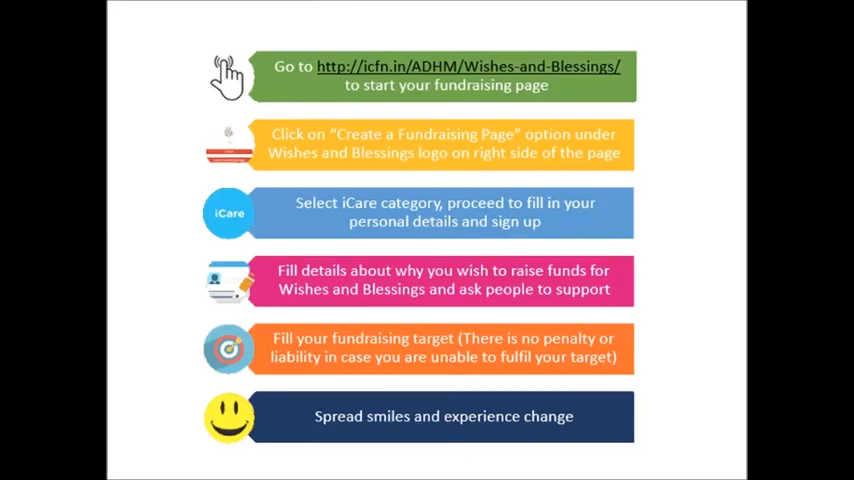 Go to http://icfn.in/ADHM/Wishes-and-Blessings/
to start your fundraising page
Click on “Create a Fundraising Page” option under
Wishes and Blessings logo on right side of the page
iCare
Select iCare category, proceed to fill in your
personal details and sign up
Fill details about why you wish to raise funds for
Wishes and Blessings and ask people to support
Fill your fundraising target (There is no penalty or
liability in case you are unable to fulfil your target)
Spread smiles and experience change